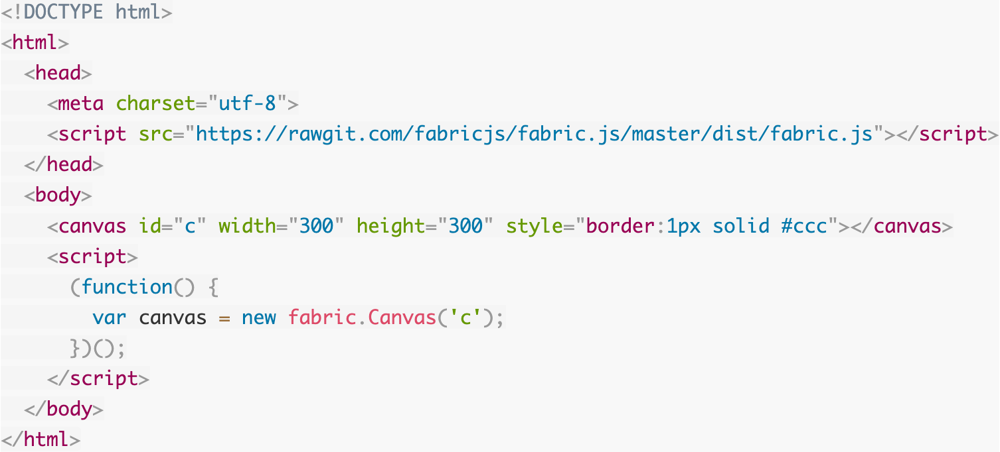 <!DOCTYPE html>
<html>
  <head>
    <meta charset="utf-8">
    <script src="https://rawgit.com/fabricjs/fabric.js/master/dist/fabric.js"></script>
  </head>
  <body>
    <canvas id="c" width="300" height="300" style="border:1px solid #ccc"></canvas>
    <script>
      (function() {
        var canvas = new fabric.Canvas('c');
      })();
    </script>
  </body>
</html>